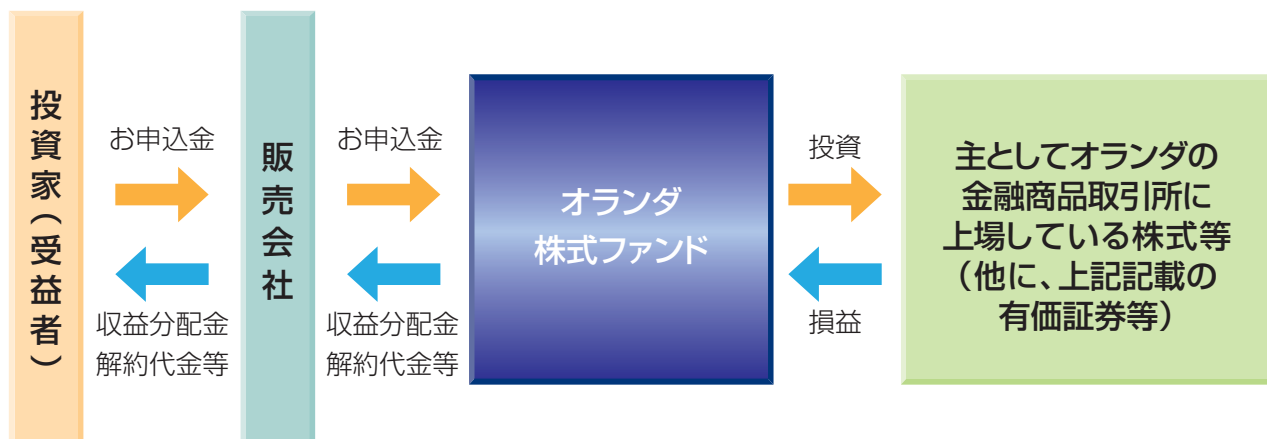 投資家（受益者）
お申込金
収益分配金
解約代金等
販売会社
お申込金
収益分配金
解約代金等
オランダ
株式ファンド
投資
損益
主としてオランダの
金融商品取引所に
上場している株式等
（他に、上記記載の
有価証券等）